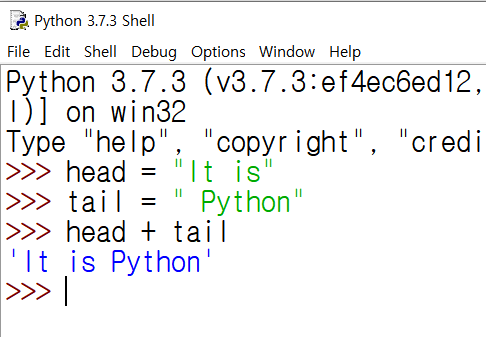 Python 3.7.3 Shell
File Edit Shell Debug Options Window Help
Python 3.7.3 (v3.7.3:ef4ec6ed12,
l)] on win32
Type "help", "copyright", "credi
>>> head = "It is"
>>> tail = " Python"
>>> head + tail
'It is Python'
>>>